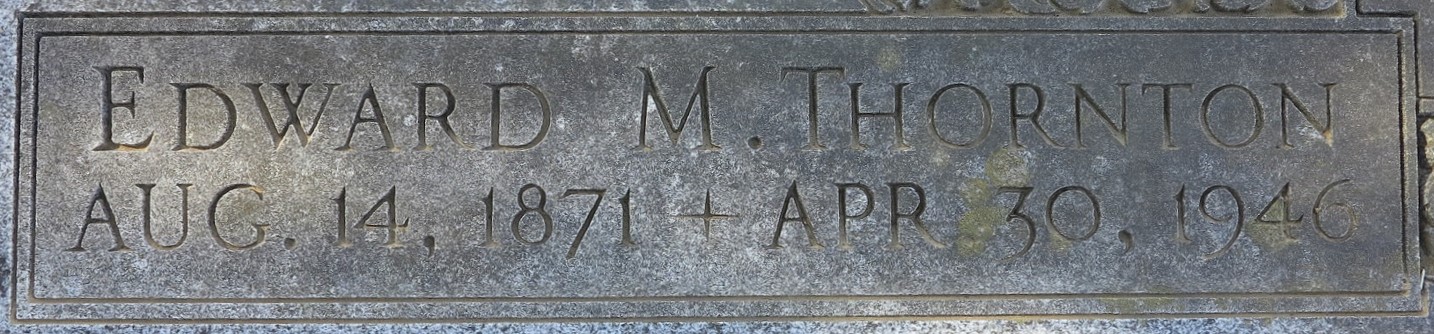 EDWARD M. THORNTON
AUG. 14, 1871 + APR 30, 1946